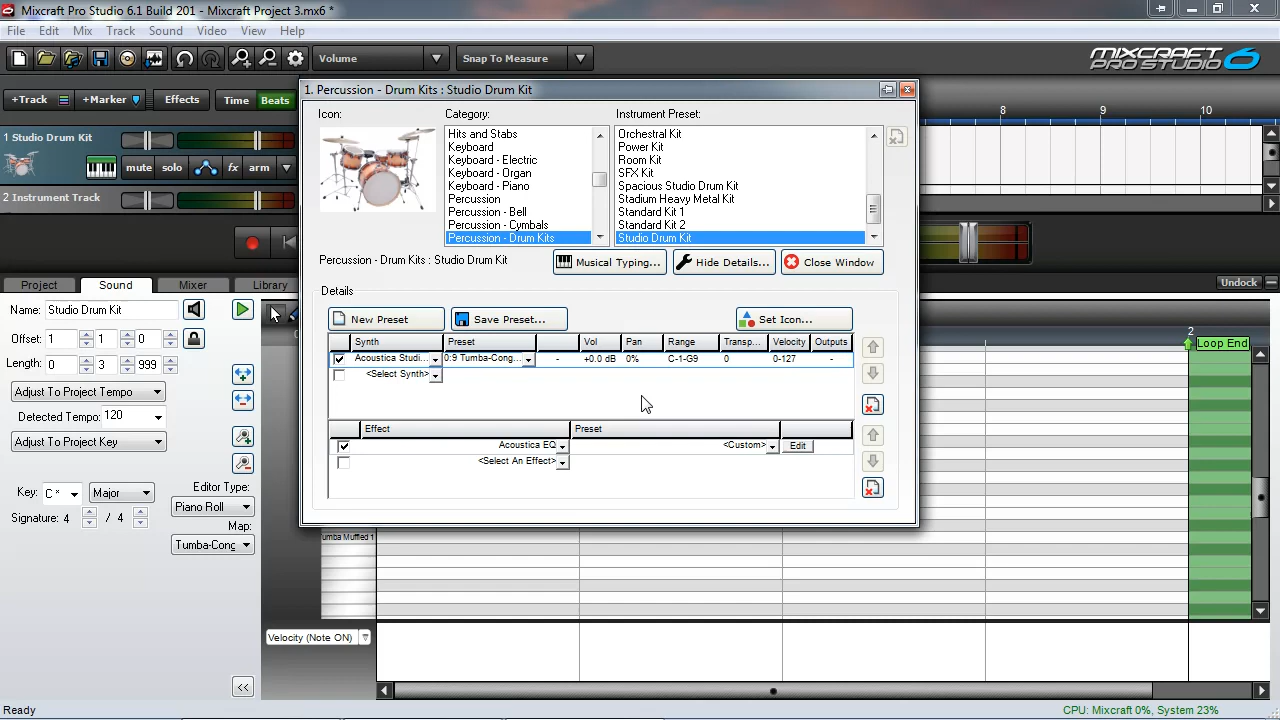 Mixcraft Pro Studio 6.1 Build 201 - Mixcraft Project 3.mx6 *
File Edit Mix Track Sound Video View Help
Volume Snap To Measure MIXCRAFT PRO STUDIO 6
+Track +Marker Effects Time Beats
1. Percussion - Drum Kits : Studio Drum Kit
8 9 10
Icon: Category: Instrument Preset:
Hits and Stabs Orchestral Kit
Keyboard Power Kit
Keyboard - Electric Room Kit
Keyboard - Organ SFX Kit
Keyboard - Piano Spacious Studio Drum Kit
Percussion Stadium Heavy Metal Kit
Percussion - Bell Standard Kit 1
Percussion - Cymbals Standard Kit 2
Percussion - Drum Kits Studio Drum Kit
1 Studio Drum Kit
mute solo fx arm
2 Instrument Track
Percussion - Drum Kits : Studio Drum Kit Musical Typing... Hide Details... Close Window
Details
New Preset Save Preset... Set Icon...
Synth Preset Vol Pan Range Transp... Velocity Outputs
Acoustica Studi... 0:9 Tumba-Cong... - +0.0 dB 0% C-1-G9 0 0-127 -
<Select Synth>
Effect Preset
Acoustica EQ <Custom> Edit
<Select An Effect>
Project Sound Mixer Library Undock
Name: Studio Drum Kit
Offset: 1 1 0
Length: 0 3 999
Adjust To Project Tempo
Detected Tempo: 120
Adjust To Project Key
Key: C * Major
Signature: 4 / 4
Editor Type:
Piano Roll
Map:
Tumba-Cong
2
Loop End
umba Muffled 1
Velocity (Note ON)
<<
Ready CPU: Mixcraft 0%, System 23%